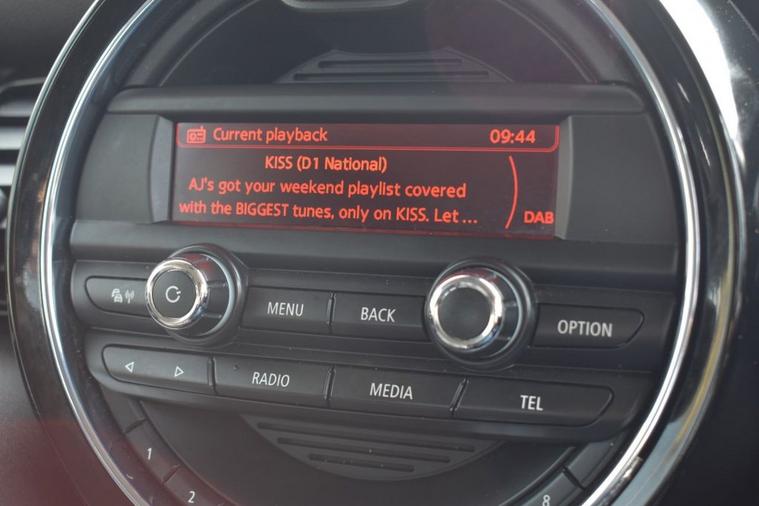 Current playback 09:44
KISS (D1 National)
AJ's got your weekend playlist covered
with the BIGGEST tunes, only on KISS. Let ...
DAB
MENU BACK OPTION
RADIO MEDIA TEL
1 2 8